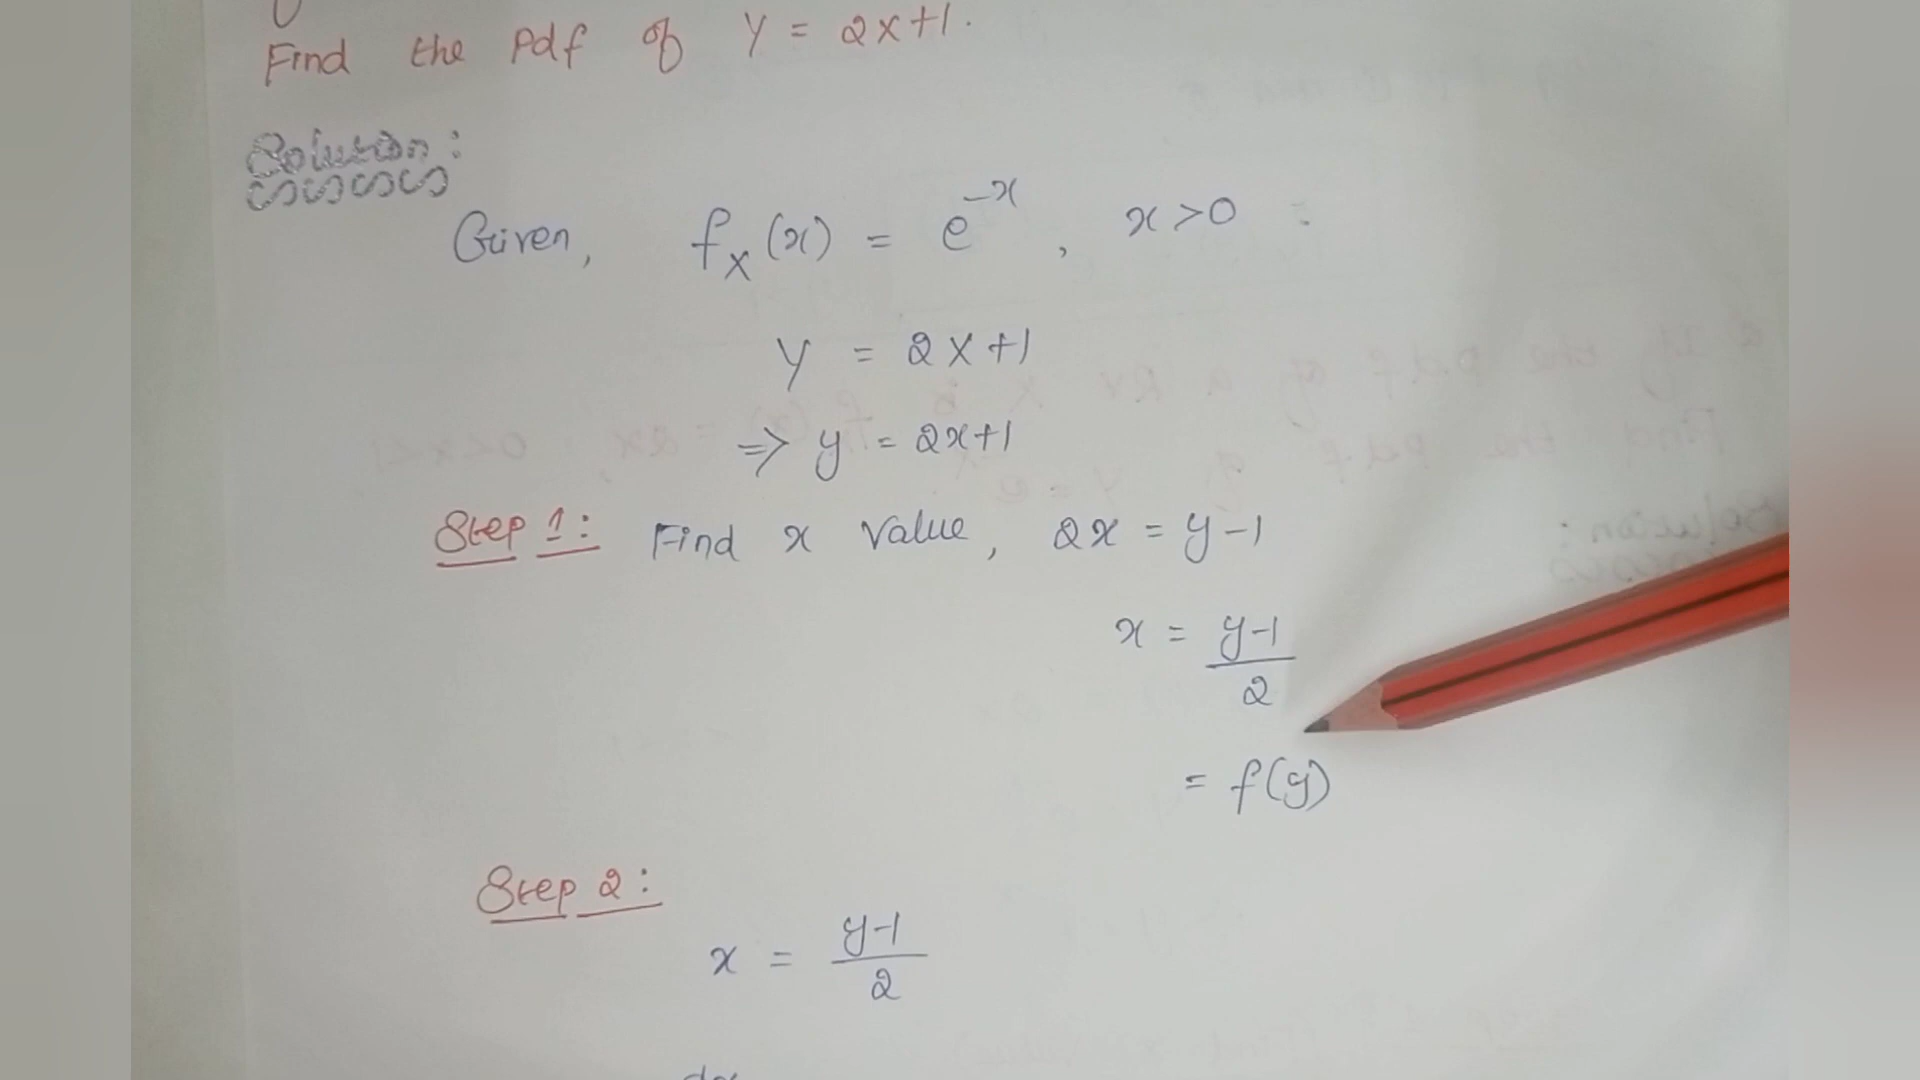 Find the Pdf of Y = 2X+1.
Solution:
Given, fX(x) = e^-x, x>0
Y = 2X+1
⇒ y = 2x+1
Step 1: Find x Value, 2x = y-1
x = y-1
2
= f(y)
Step 2:
x = y-1
2